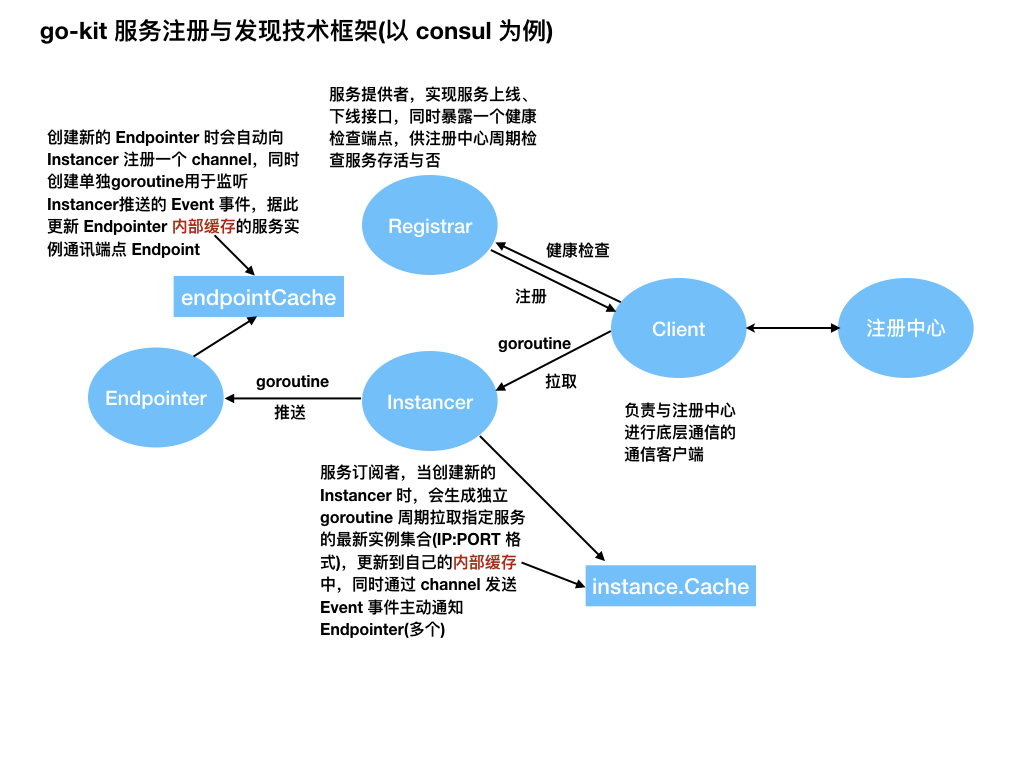 go-kit 服务注册与发现技术框架(以 consul 为例)
服务提供者，实现服务上线、
下线接口，同时暴露一个健康
检查端点，供注册中心周期检
查服务存活与否
创建新的 Endpointer 时会自动向
Instancer 注册一个 channel，同时
创建单独goroutine用于监听
Instancer推送的 Event 事件，据此
更新 Endpointer 内部缓存的服务实
例通讯端点 Endpoint
Registrar
健康检查
注册
endpointCache
Client
注册中心
goroutine
拉取
goroutine
推送
Endpointer
Instancer
负责与注册中心
进行底层通信的
通信客户端
服务订阅者，当创建新的
Instancer 时，会生成独立
goroutine 周期拉取指定服务
的最新实例集合(IP:PORT 格
式)，更新到自己的内部缓存
中，同时通过 channel 发送
Event 事件主动通知
Endpointer(多个)
instance.Cache